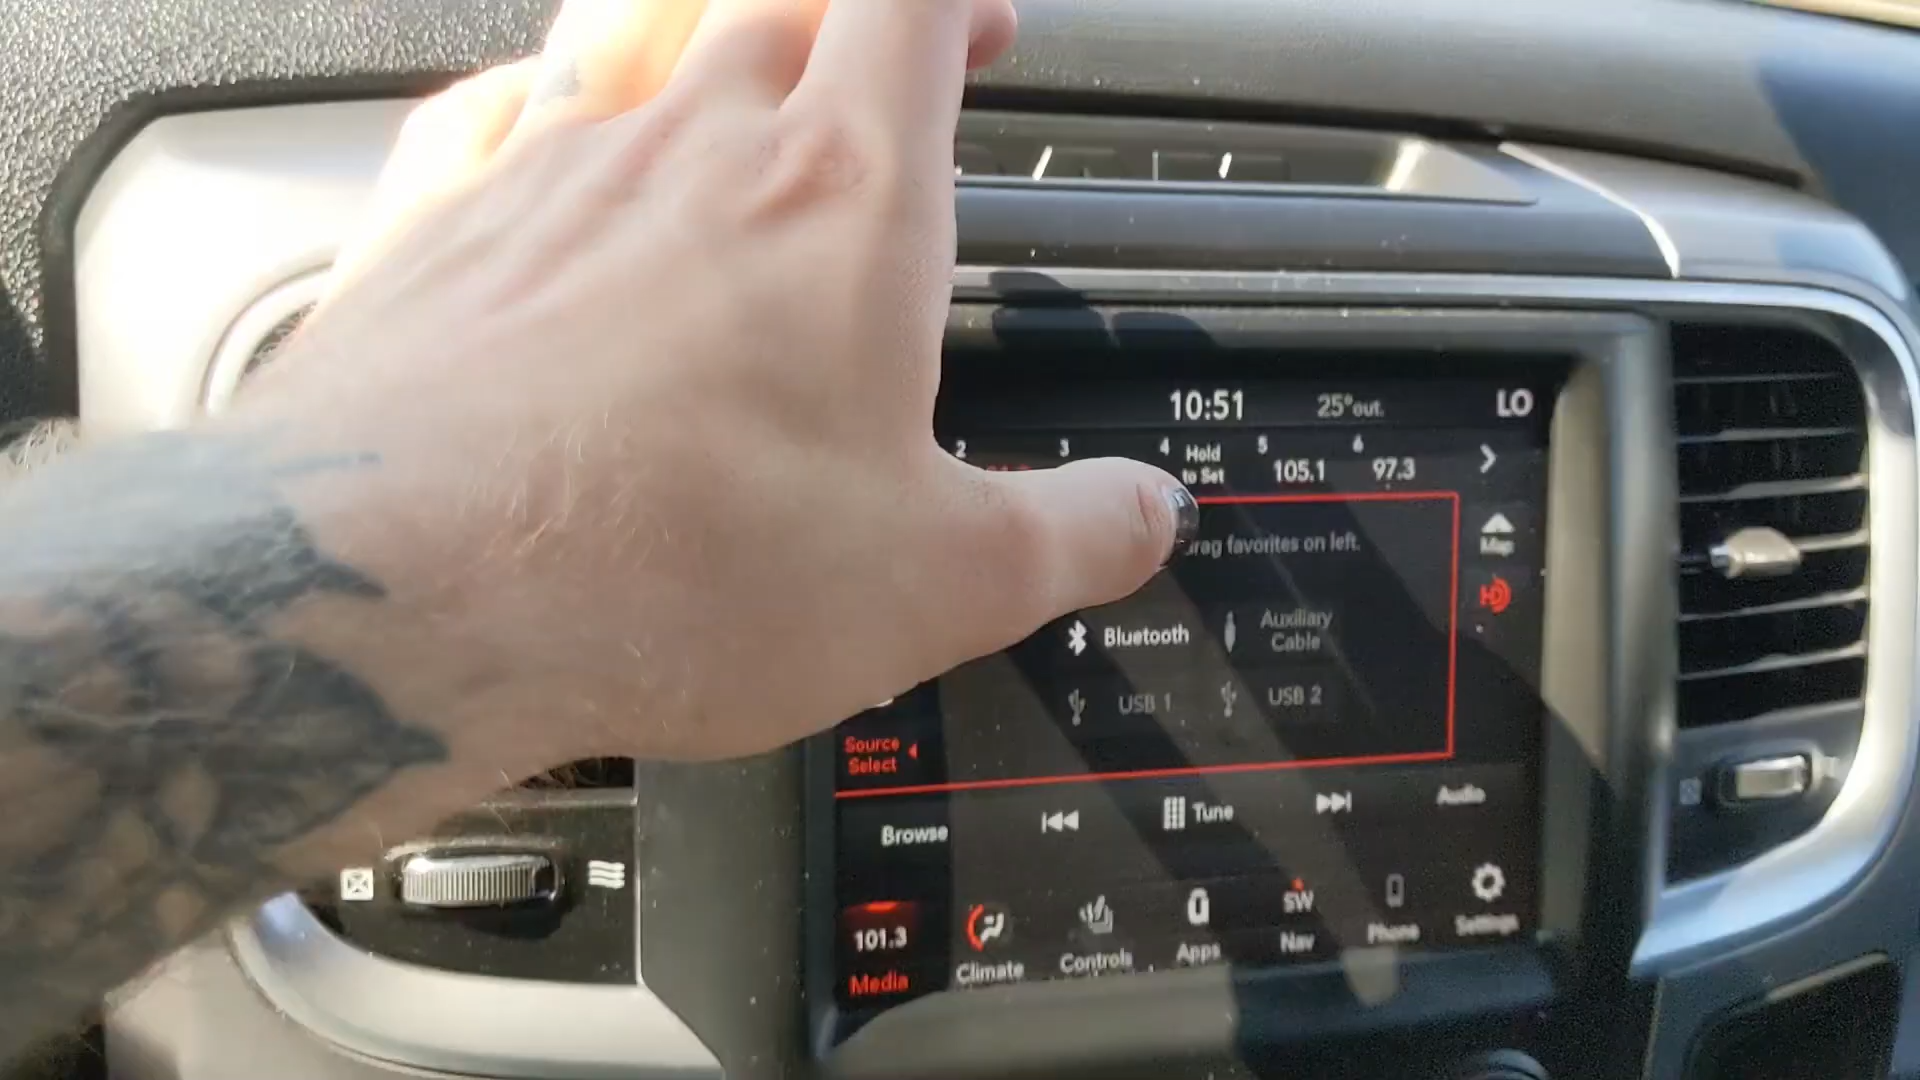 10:51 25°out. LO
2 3 4 Hold to Set 5 105.1 6 97.3
favorites on left.
Map
HD
Bluetooth
Auxiliary
Cable
USB 1 USB 2
Source
Select
Browse Tune Audio
101.3 SW
Media Climate Controls Apps Nav Phone Settings